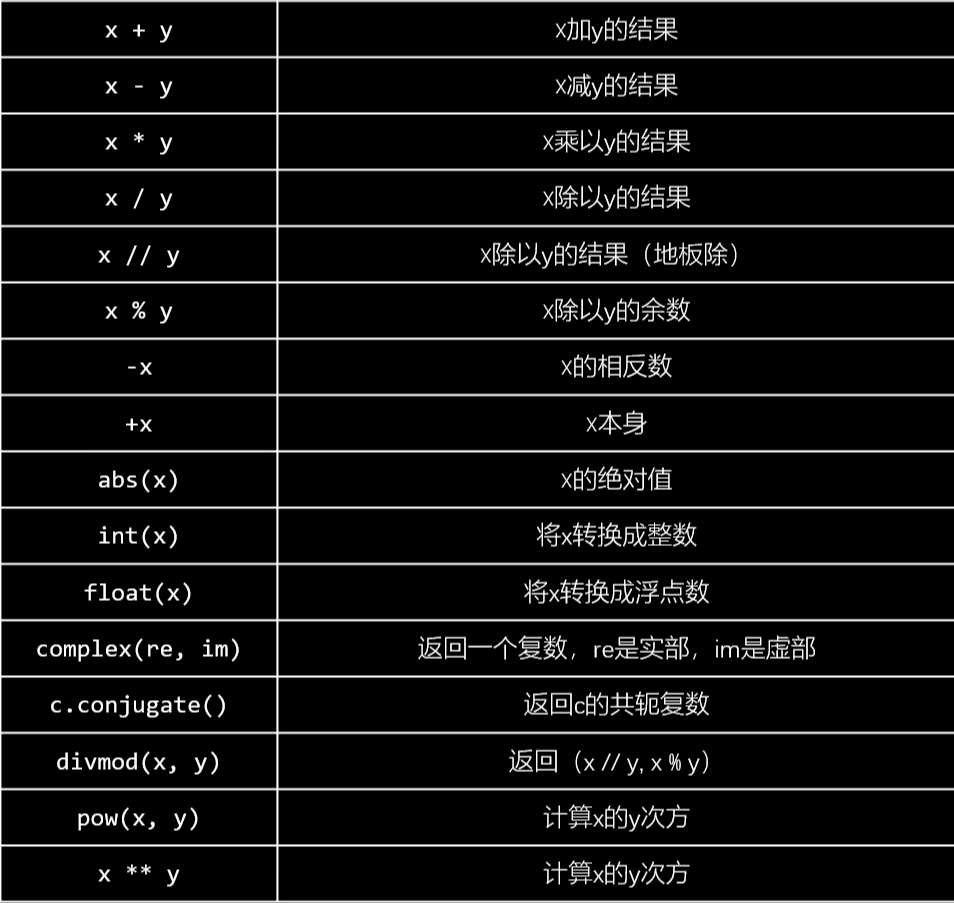 x + y x加y的结果
x - y x减y的结果
x * y x乘以y的结果
x / y x除以y的结果
x // y x除以y的结果（地板除）
x % y x除以y的余数
-x x的相反数
+x x本身
abs(x) x的绝对值
int(x) 将x转换成整数
float(x) 将x转换成浮点数
complex(re, im) 返回一个复数，re是实部，im是虚部
c.conjugate() 返回c的共轭复数
divmod(x, y) 返回（x // y, x % y）
pow(x, y) 计算x的y次方
x ** y 计算x的y次方